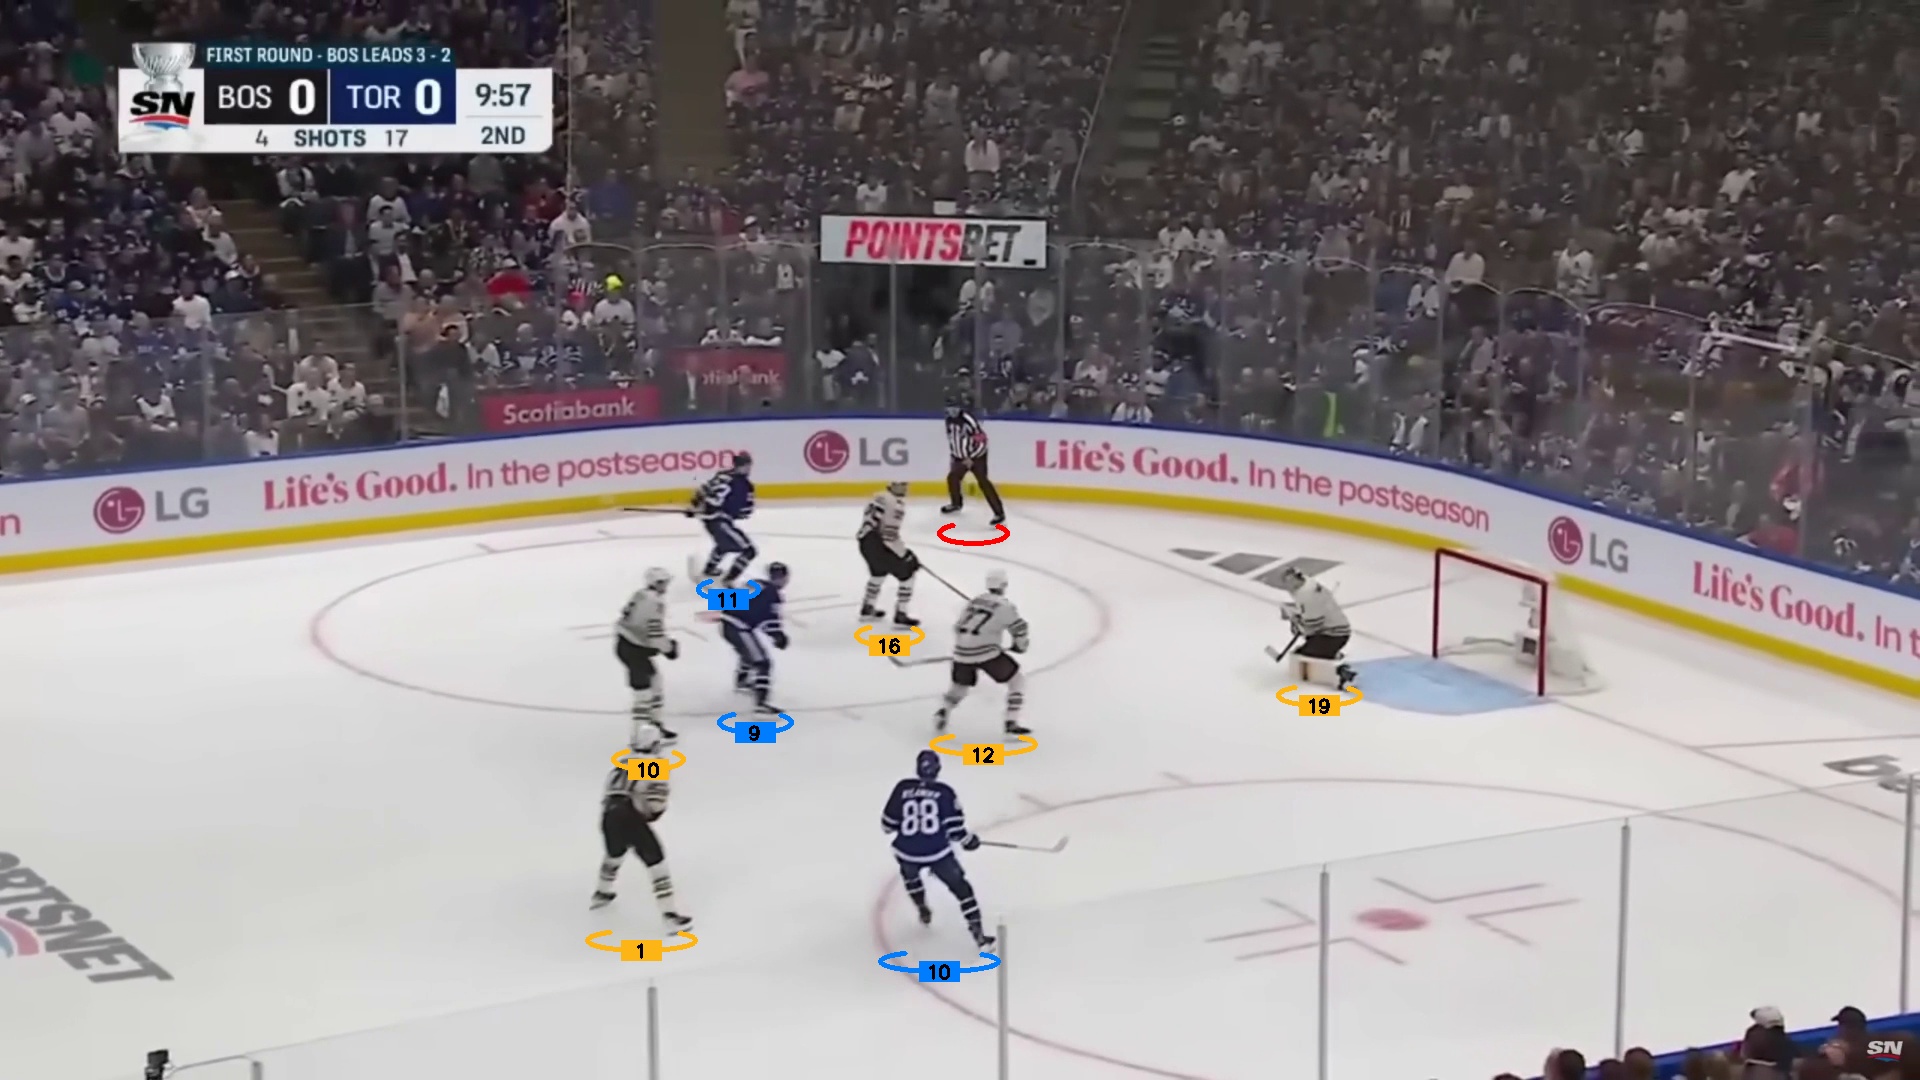 FIRST ROUND - BOS LEADS 3 - 2
SN BOS 0 TOR 0 9:57
4 SHOTS 17 2ND
POINTSBET
Scotiabank
LG Life's Good. In the postseason LG Life's Good. In the postseason LG Life's Good. In t
n
11
16
27
9
19
12
10
88
1
10
SN